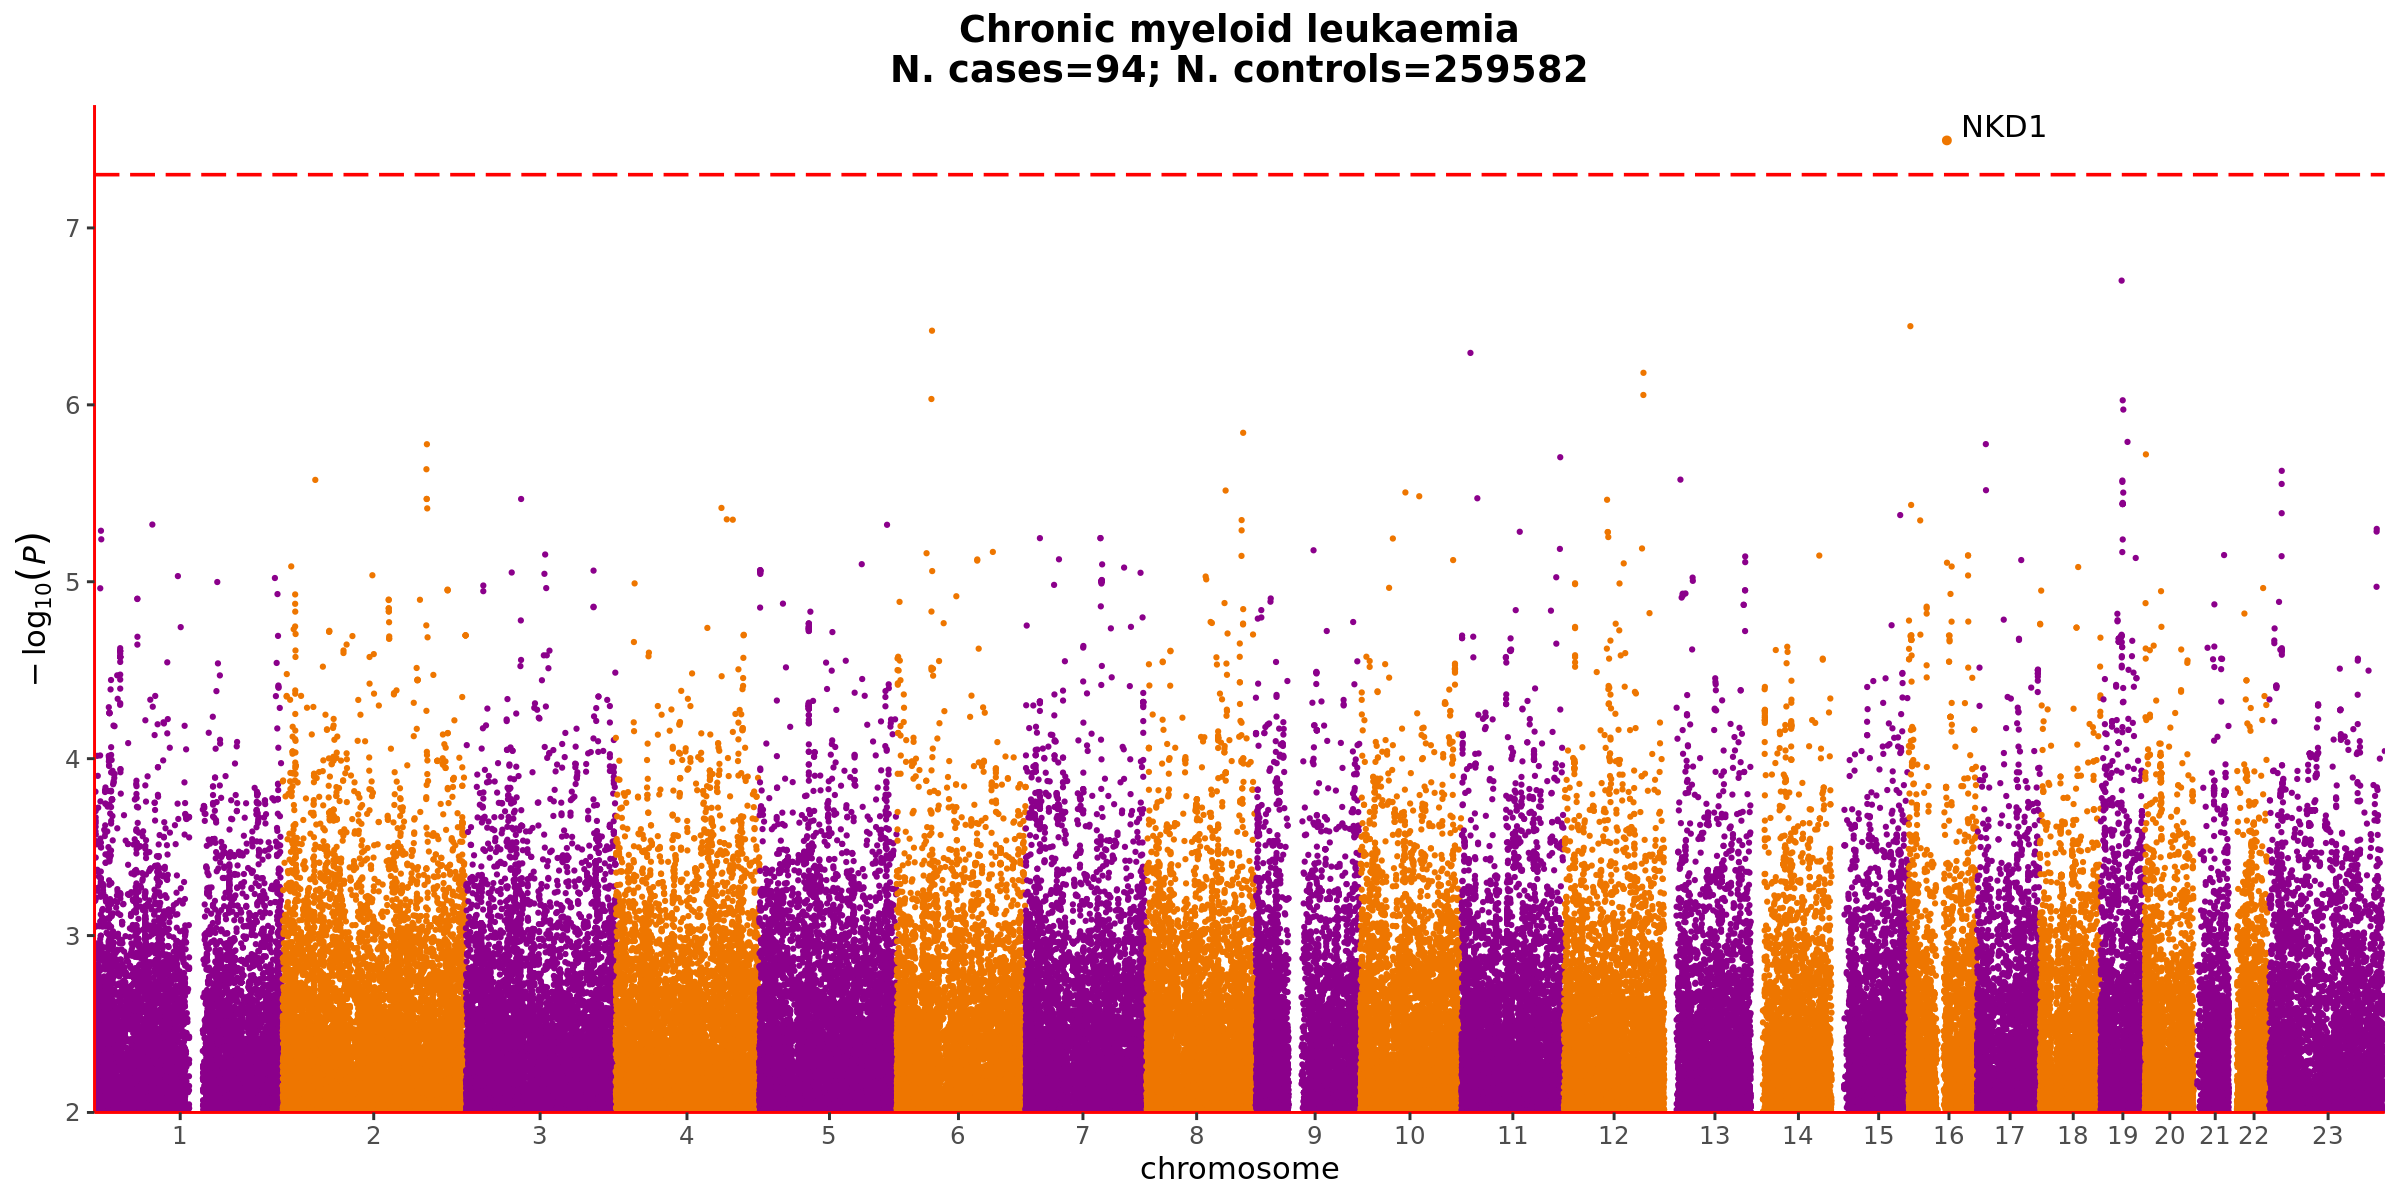 Chronic myeloid leukaemia
N. cases=94; N. controls=259582
NKD1
7
6
5
4
3
2
−log10(P)
1 2 3 4 5 6 7 8 9 10 11 12 13 14 15 16 17 18 19 20 21 22 23
chromosome